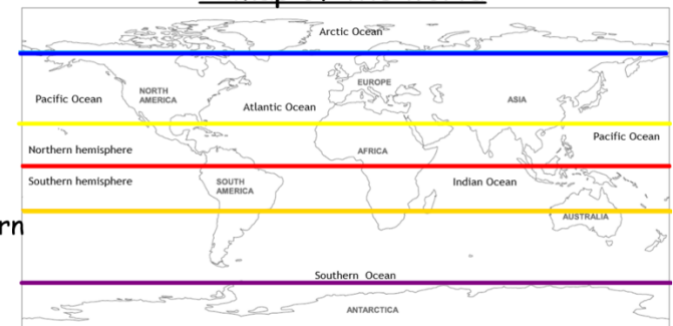 Arctic Ocean
EUROPE
NORTH
AMERICA
ASIA
Pacific Ocean
Atlantic Ocean
Pacific Ocean
Northern hemisphere
AFRICA
Southern hemisphere
SOUTH
AMERICA
Indian Ocean
AUSTRALIA
rn
Southern Ocean
ANTARCTICA